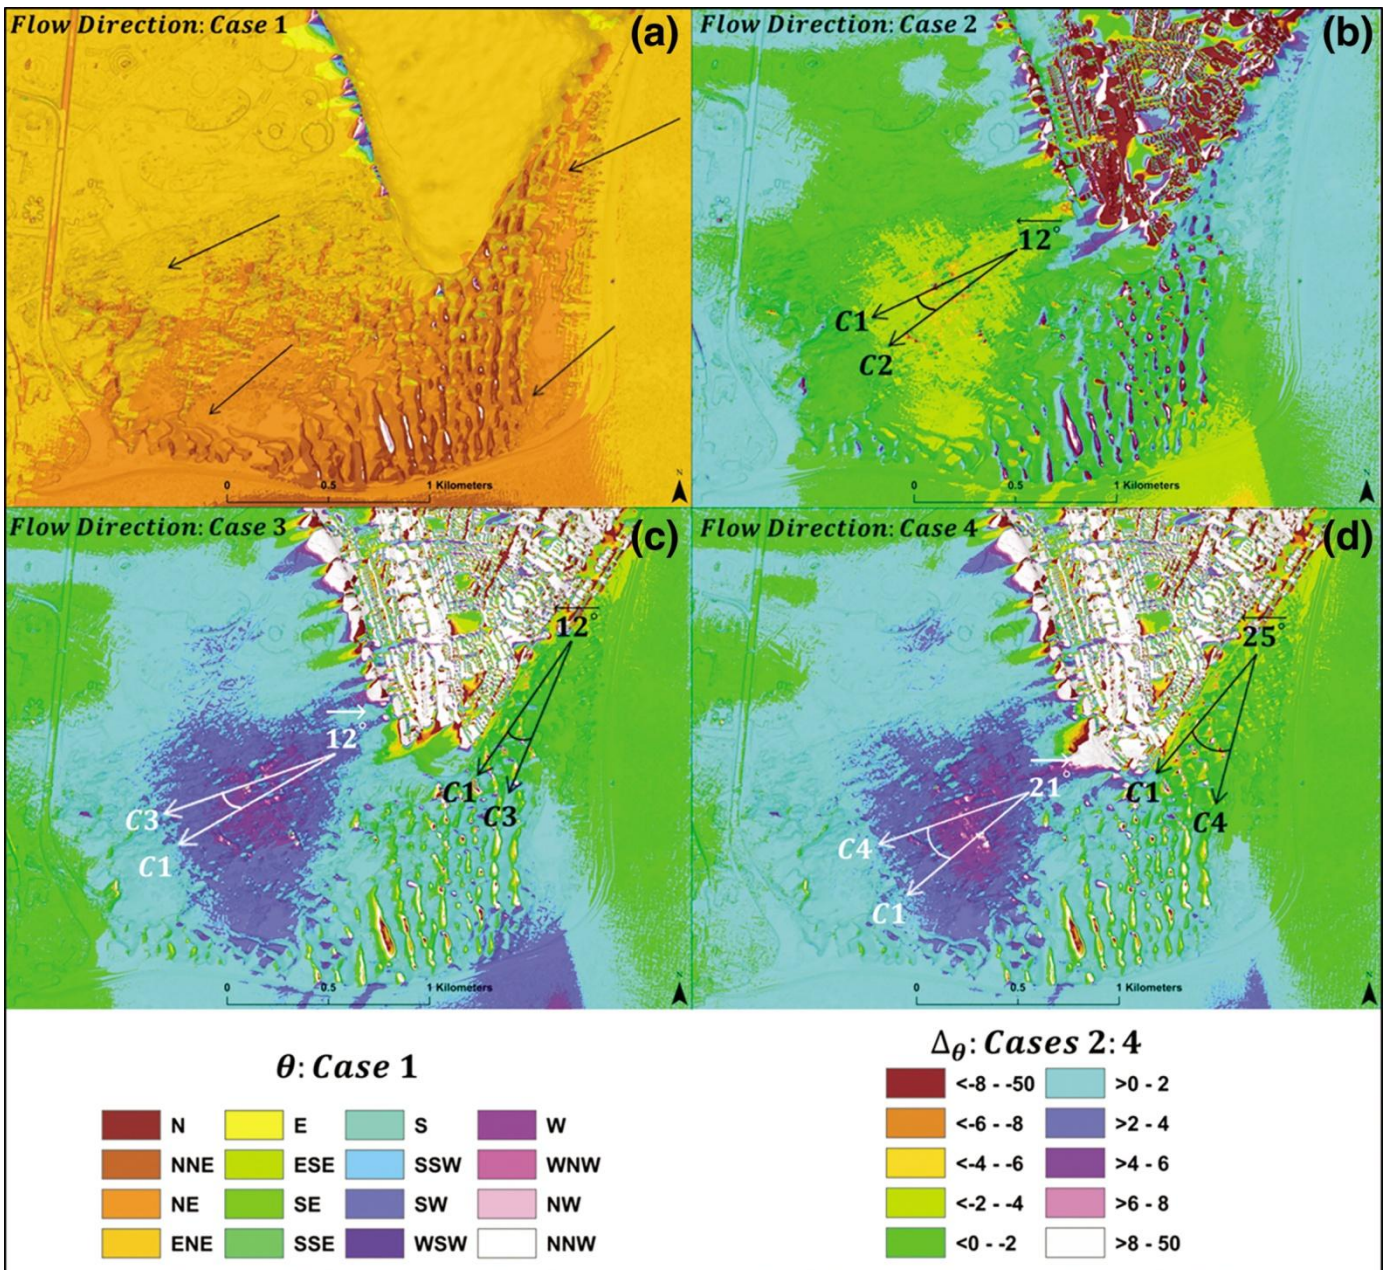 Flow Direction: Case 1
(a)
0 0.5 1 Kilometers
N
Flow Direction: Case 2
(b)
12°
C1
C2
0 0.5 1 Kilometers
N
Flow Direction: Case 3
(c)
12°
12°
C1
C3
C3
C1
0 0.5 1 Kilometers
N
Flow Direction: Case 4
(d)
25°
21°
C1
C4
C4
C1
0 0.5 1 Kilometers
N
θ: Case 1
N E S W
NNE ESE SSW WNW
NE SE SW NW
ENE SSE WSW NNW
Δθ: Cases 2:4
<-8 - -50 >0 - 2
<-6 - -8 >2 - 4
<-4 - -6 >4 - 6
<-2 - -4 >6 - 8
<0 - -2 >8 - 50